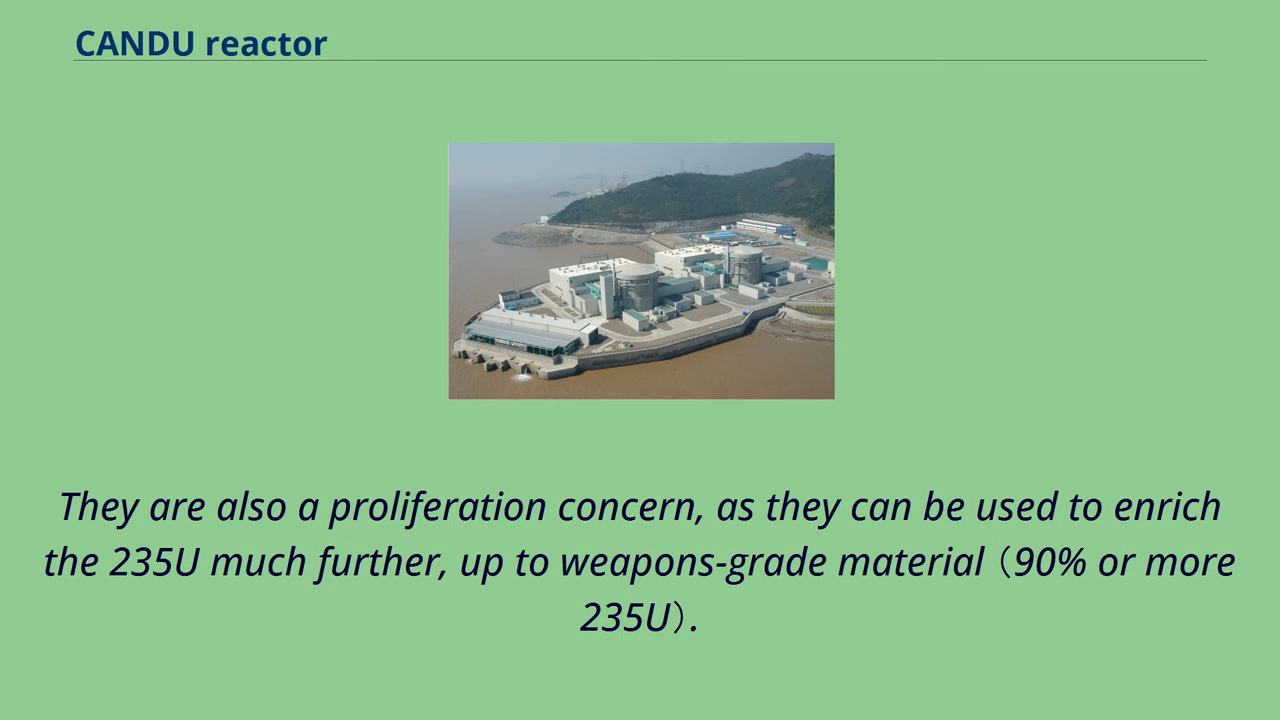 CANDU reactor
They are also a proliferation concern, as they can be used to enrich
the 235U much further, up to weapons-grade material（90% or more
235U）.